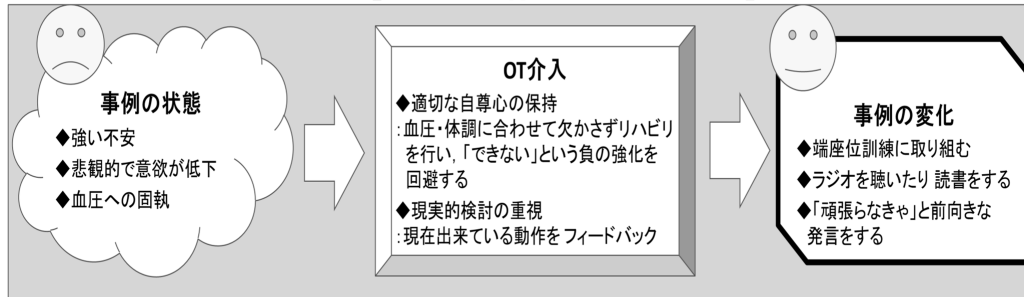 事例の状態
◆強い不安
◆悲観的で意欲が低下
◆血圧への固執
OT介入
◆適切な自尊心の保持
:血圧・体調に合わせて欠かさずリハビリ
を行い,「できない」という負の強化を
回避する
◆現実的検討の重視
:現在出来ている動作をフィードバック
事例の変化
◆端座位訓練に取り組む
◆ラジオを聴いたり 読書をする
◆「頑張らなきゃ」と前向きな
発言をする